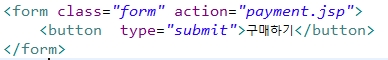 <form class="form" action="payment.jsp">
<button  type="submit">구매하기</button>
</form>